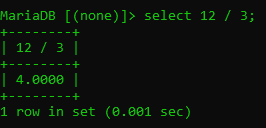 MariaDB [(none)]> select 12 / 3;
+--------+
| 12 / 3 |
+--------+
| 4.0000 |
+--------+
1 row in set (0.001 sec)